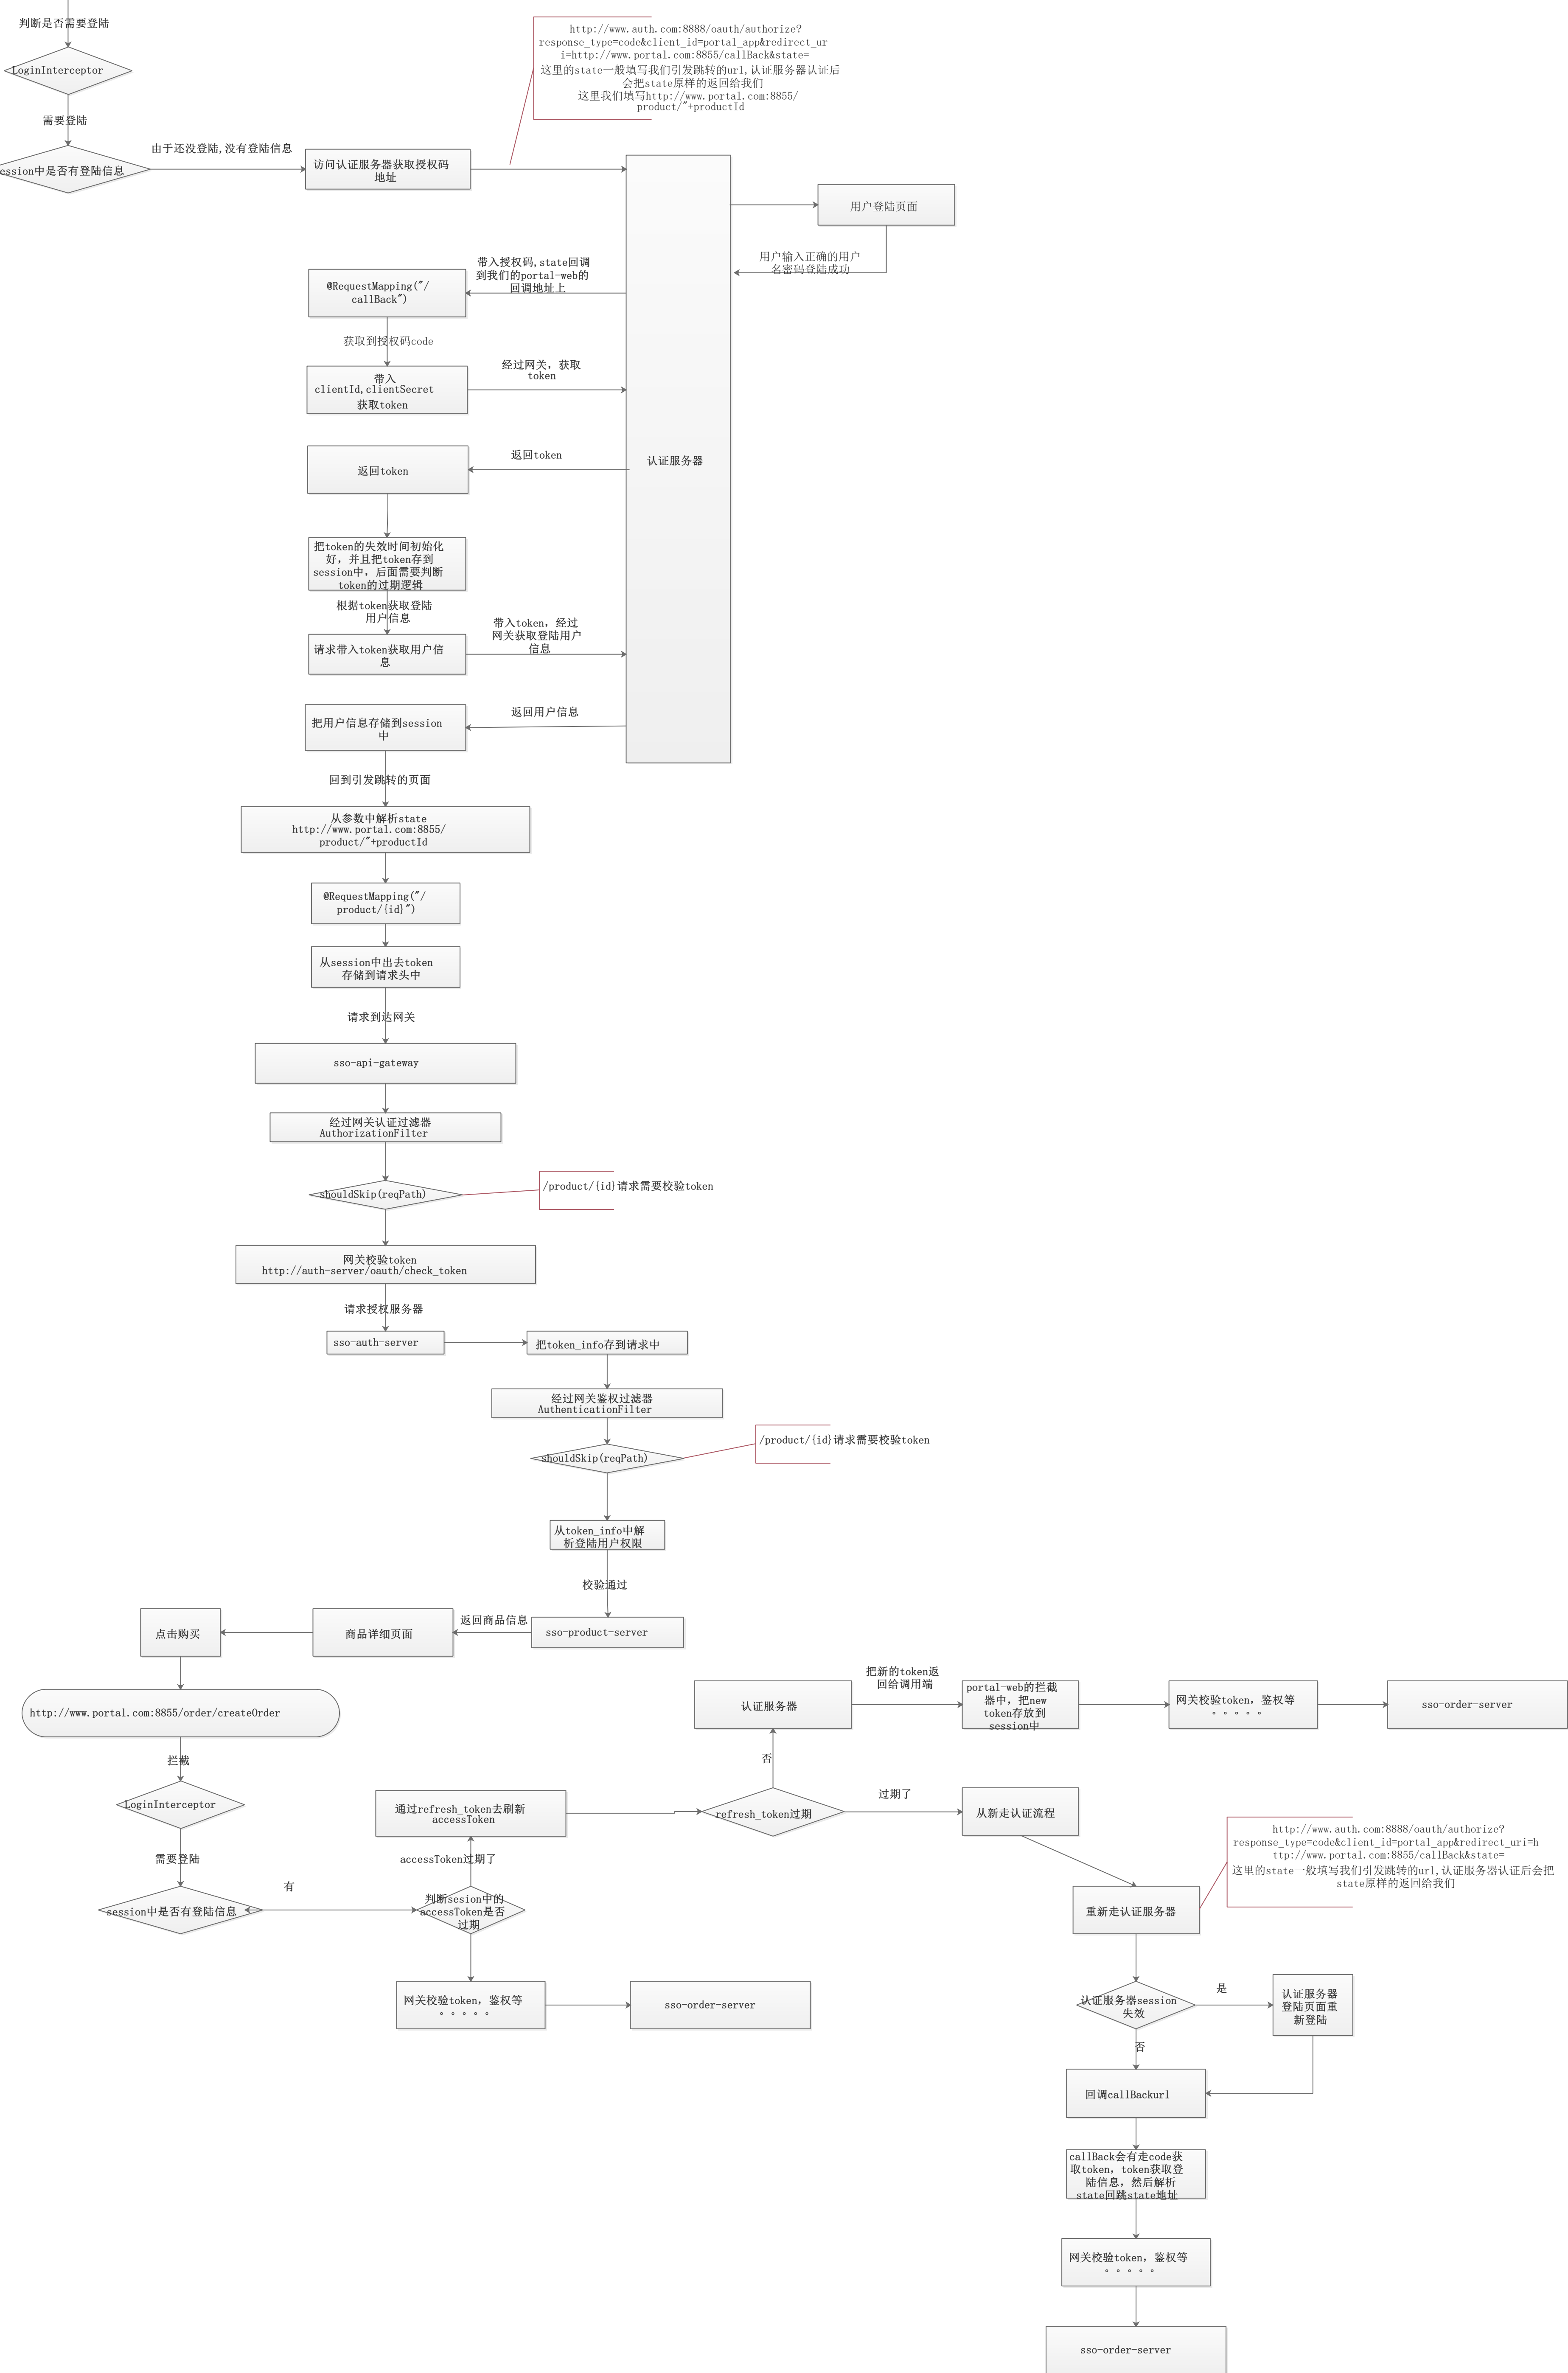 判断是否需要登陆
LoginInterceptor
需要登陆
ession中是否有登陆信息
由于还没登陆,没有登陆信息
访问认证服务器获取授权码
地址
http://www.auth.com:8888/oauth/authorize?
response_type=code&client_id=portal_app&redirect_ur
i=http://www.portal.com:8855/callBack&state=
这里的state一般填写我们引发跳转的url,认证服务器认证后
会把state原样的返回给我们
这里我们填写http://www.portal.com:8855/
product/"+productId
用户登陆页面
用户输入正确的用户
名密码登陆成功
认证服务器
带入授权码,state回调
到我们的portal-web的
回调地址上
@RequestMapping("/
callBack")
获取到授权码code
带入
clientId,clientSecret
获取token
经过网关，获取
token
返回token
返回token
把token的失效时间初始化
好，并且把token存到
session中，后面需要判断
token的过期逻辑
根据token获取登陆
用户信息
请求带入token获取用户信
息
带入token，经过
网关获取登陆用户
信息
返回用户信息
把用户信息存储到session
中
回到引发跳转的页面
从参数中解析state
http://www.portal.com:8855/
product/"+productId
@RequestMapping("/
product/{id}")
从session中出去token
存储到请求头中
请求到达网关
sso-api-gateway
经过网关认证过滤器
AuthorizationFilter
shouldSkip(reqPath)
/product/{id}请求需要校验token
网关校验token
http://auth-server/oauth/check_token
请求授权服务器
sso-auth-server
把token_info存到请求中
经过网关鉴权过滤器
AuthenticationFilter
shouldSkip(reqPath)
/product/{id}请求需要校验token
从token_info中解
析登陆用户权限
校验通过
sso-product-server
返回商品信息
商品详细页面
点击购买
http://www.portal.com:8855/order/createOrder
拦截
LoginInterceptor
需要登陆
session中是否有登陆信息
有
判断sesion中的
accessToken是否
过期
accessToken过期了
通过refresh_token去刷新
accessToken
网关校验token，鉴权等
。。。。。
sso-order-server
refresh_token过期
否
认证服务器
把新的token返
回给调用端
portal-web的拦截
器中，把new
token存放到
session中
网关校验token，鉴权等
。。。。。
sso-order-server
过期了
从新走认证流程
http://www.auth.com:8888/oauth/authorize?
response_type=code&client_id=portal_app&redirect_uri=h
ttp://www.portal.com:8855/callBack&state=
这里的state一般填写我们引发跳转的url,认证服务器认证后会把
state原样的返回给我们
重新走认证服务器
认证服务器session
失效
是
认证服务器
登陆页面重
新登陆
否
回调callBackurl
callBack会有走code获
取token，token获取登
陆信息，然后解析
state回跳state地址
网关校验token，鉴权等
。。。。。
sso-order-server